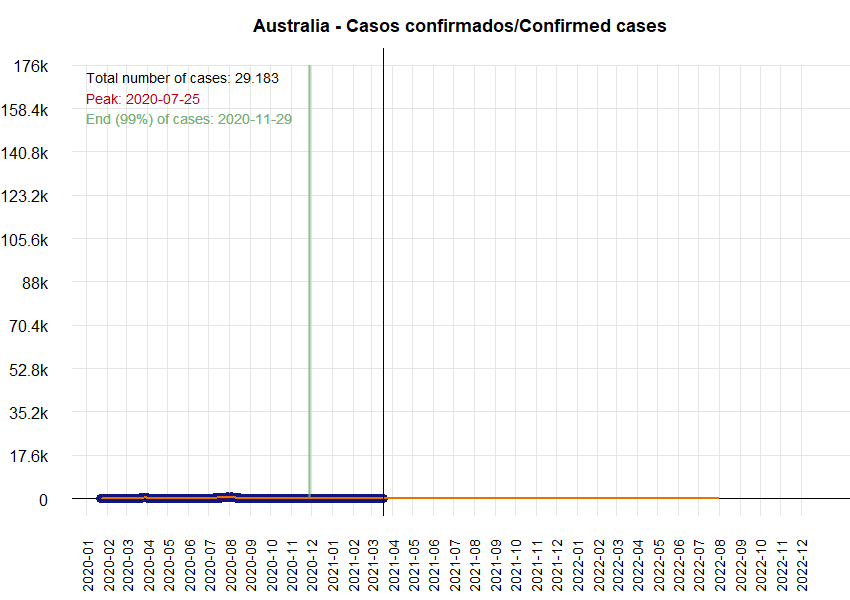 Australia - Casos confirmados/Confirmed cases
176k
Total number of cases: 29.183
Peak: 2020-07-25
158.4k
End (99%) of cases: 2020-11-29
140.8k
123.2k
105.6k
88k
70.4k
52.8k
35.2k
17.6k
0
2020-01
2020-02
2020-03
2020-04
2020-05
2020-06
2020-07
2020-08
2020-09
2020-10
2020-11
2020-12
2021-01
2021-02
2021-03
2021-04
2021-05
2021-06
2021-07
2021-08
2021-09
2021-10
2021-11
2021-12
2022-01
2022-02
2022-03
2022-04
2022-05
2022-06
2022-07
2022-08
2022-09
2022-10
2022-11
2022-12